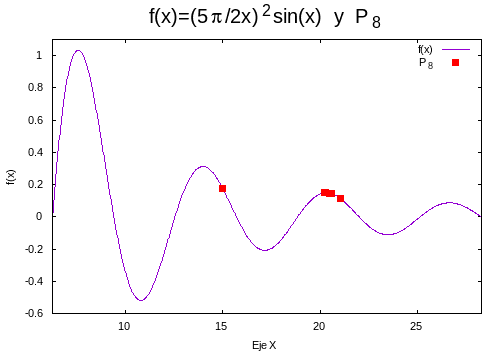 f(x)=(5π/2x)²sin(x) y P₈
f(x)
P₈
1
0.8
0.6
0.4
0.2
0
-0.2
-0.4
-0.6
f(x)
10 15 20 25
Eje X